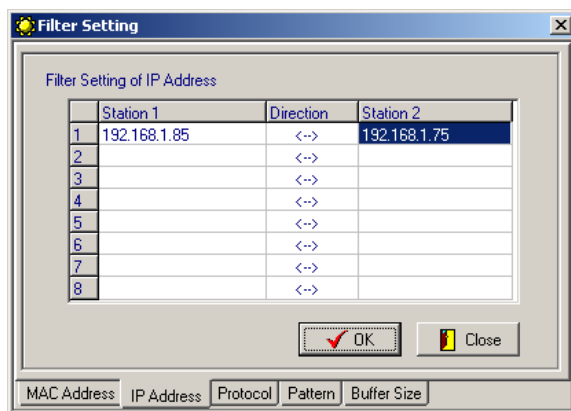 Filter Setting
Filter Setting of IP Address
Station 1 Direction Station 2
1 192.168.1.85 <--> 192.168.1.75
2 <-->
3 <-->
4 <-->
5 <-->
6 <-->
7 <-->
8 <-->
OK Close
MAC Address IP Address Protocol Pattern Buffer Size